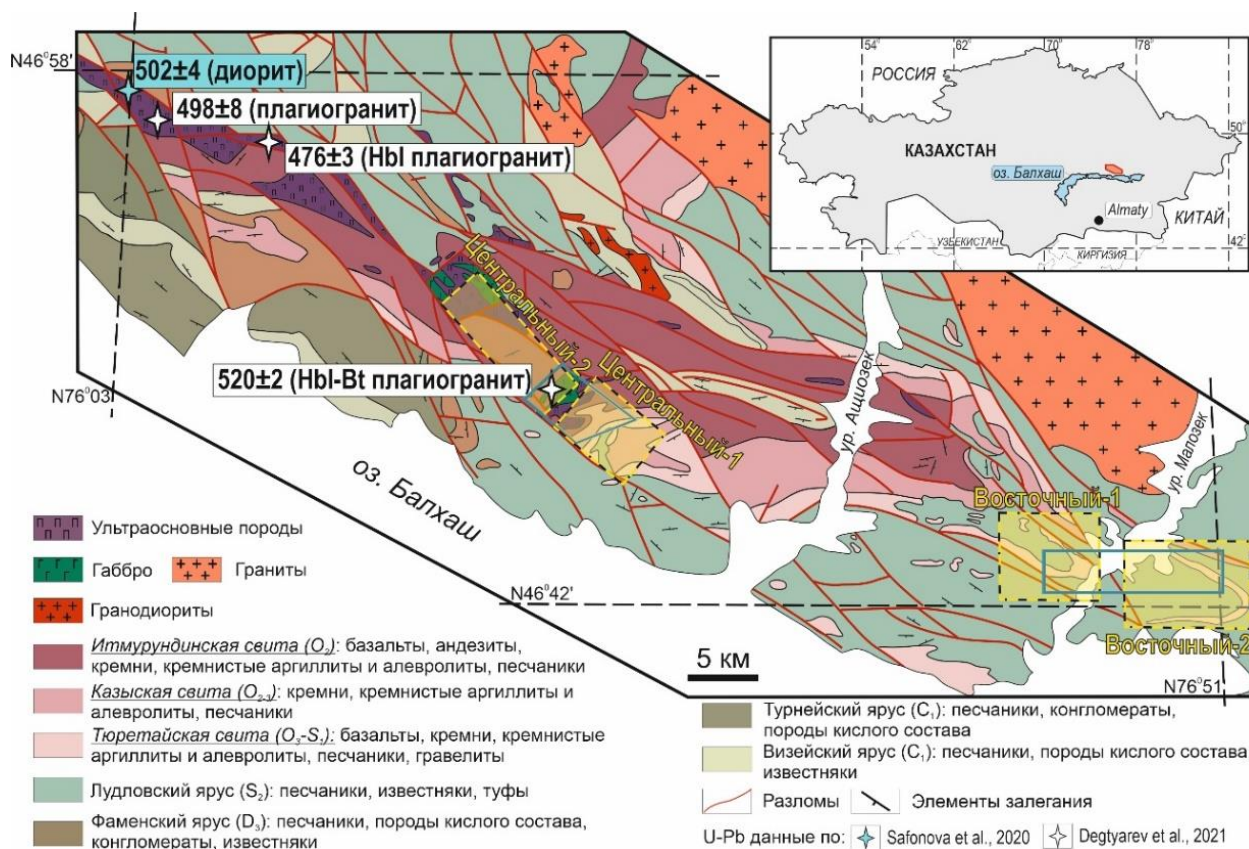 N46°58'
502±4 (диорит)
498±8 (плагиогранит)
476±3 (Hbl плагиогранит)
54°
62°
70°
78°
РОССИЯ
50°
КАЗАХСТАН
оз. Балхаш
Almaty
КИТАЙ
УЗБЕКИСТАН
КИРГИЗИЯ
42°
Центральный-2
520±2 (Hbl-Bt плагиогранит)
Центральный-1
N76°03'
оз. Балхаш
ур. Ащиозек
ур. Малозек
Восточный-1
N46°42'
Восточный-2
5 км
N76°51'
Ультраосновные породы
Габбро
Граниты
Гранодиориты
Итмурундинская свита (O₂): базальты, андезиты,
кремни, кремнистые аргиллиты и алевролиты, песчаники
Казыкская свита (O₂₋₃): кремни, кремнистые аргиллиты и
алевролиты, песчаники
Тюретайская свита (O₃-S₁): базальты, кремни, кремнистые
аргиллиты и алевролиты, песчаники, гравелиты
Лудловский ярус (S₂): песчаники, известняки, туфы
Фаменский ярус (D₃): песчаники, породы кислого состава,
конгломераты, известняки
Турнейский ярус (C₁): песчаники, конгломераты,
породы кислого состава
Визейский ярус (C₁): песчаники, породы кислого состава
известняки
Разломы
Элементы залегания
U-Pb данные по:
Safonova et al., 2020
Degtyarev et al., 2021